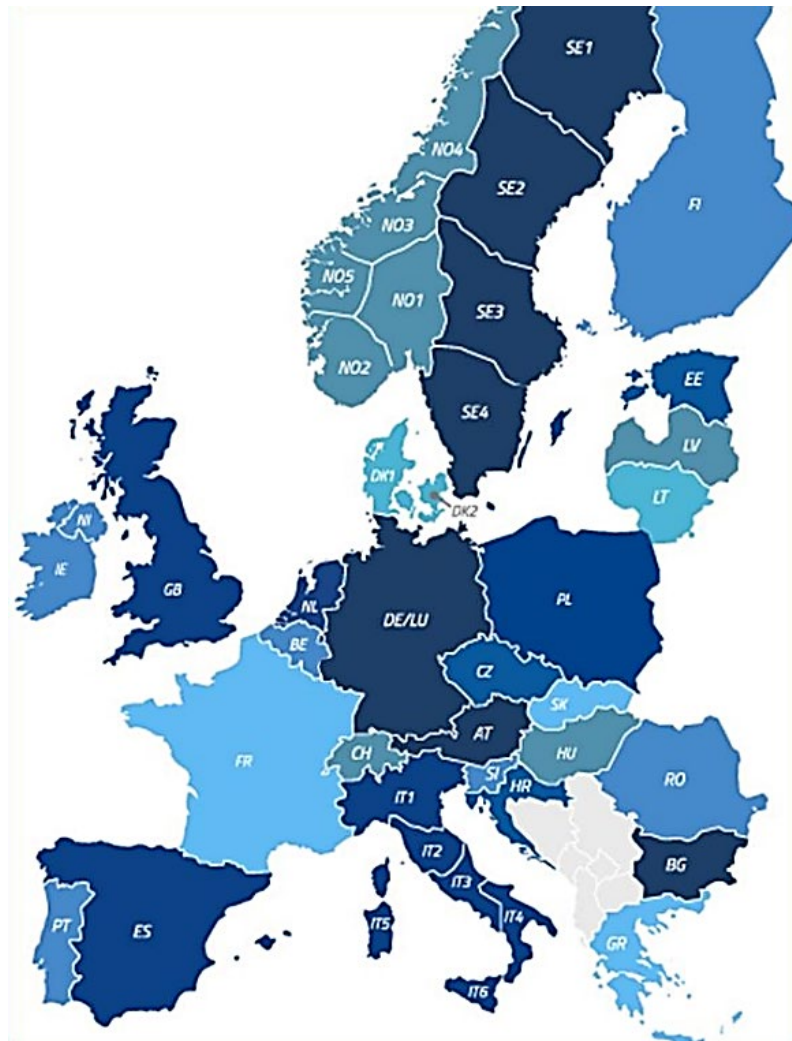 SE1
NO4
SE2
FI
NO3
NO5
NO1
SE3
NO2
EE
SE4
LV
DK1
LT
DK2
NI
IE
GB
NL
PL
DE/LU
BE
CZ
SK
AT
CH
HU
FR
SI
RO
HR
IT1
IT2
BG
IT3
PT
ES
IT5
IT4
GR
IT6